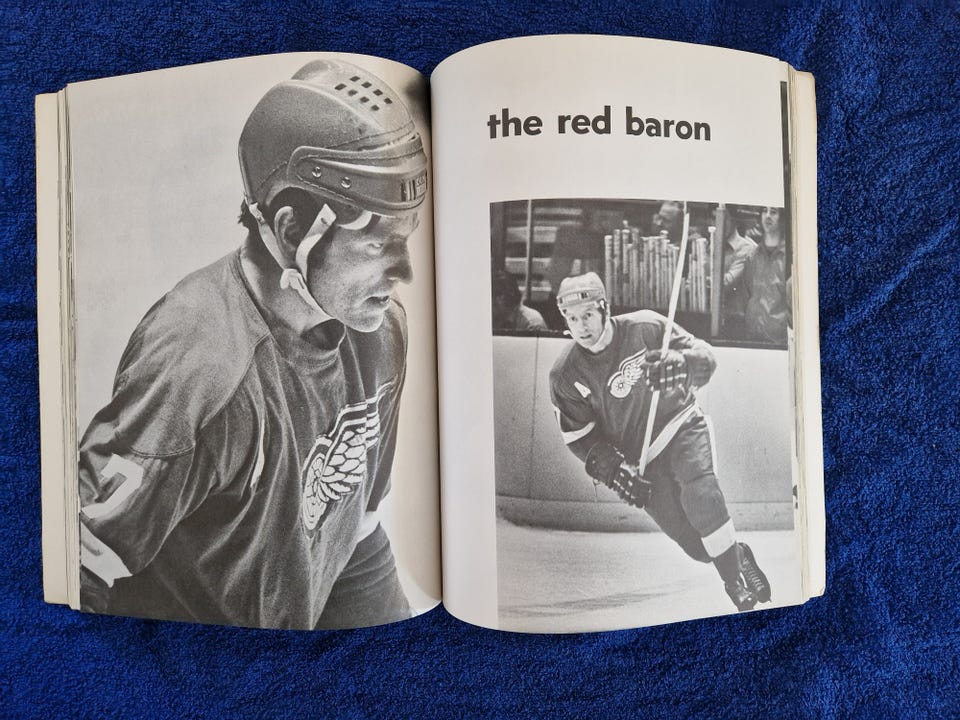 the red baron
A